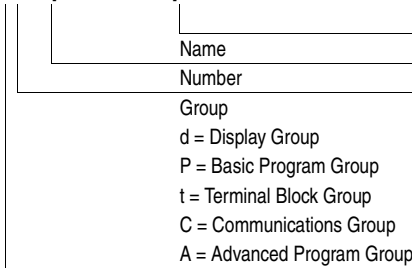 Name
Number
Group
d = Display Group
P = Basic Program Group
t = Terminal Block Group
C = Communications Group
A = Advanced Program Group